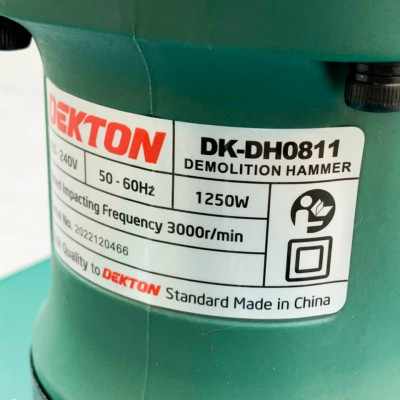 DEKTON
DK-DH0811
DEMOLITION HAMMER
-240V
50 - 60Hz
1250W
Impacting Frequency 3000r/min
No. 2022120466
Quality to DEKTON Standard Made in China